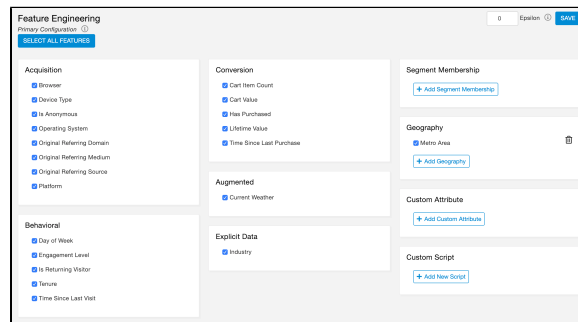 Feature Engineering
Primary Configuration
SELECT ALL FEATURES
0 Epsilon SAVE
Acquisition
Browser
Device Type
Is Anonymous
Operating System
Original Referring Domain
Original Referring Medium
Original Referring Source
Platform
Behavioral
Day of Week
Engagement Level
Is Returning Visitor
Tenure
Time Since Last Visit
Conversion
Cart Item Count
Cart Value
Has Purchased
Lifetime Value
Time Since Last Purchase
Augmented
Current Weather
Explicit Data
Industry
Segment Membership
+ Add Segment Membership
Geography
Metro Area
+ Add Geography
Custom Attribute
+ Add Custom Attribute
Custom Script
+ Add New Script